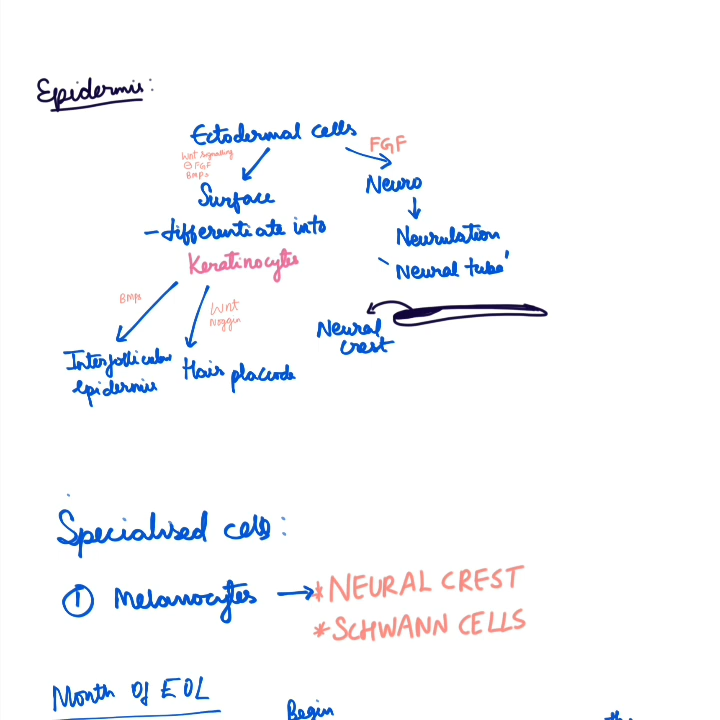 Epidermis:
Ectodermal cells
FGF
Wnt signalling
⊖ FGF
BMPs
Surface
Neuro
- differentiate into
Keratinocytes
Neurulation
Neural tube'
BMPs
Wnt
Noggin
Neural
crest
Interfollicular
epidermis
Hair placode
Specialised cells:
① Melanocytes → * NEURAL CREST
* SCHWANN CELLS
Month Of EOL
Begin